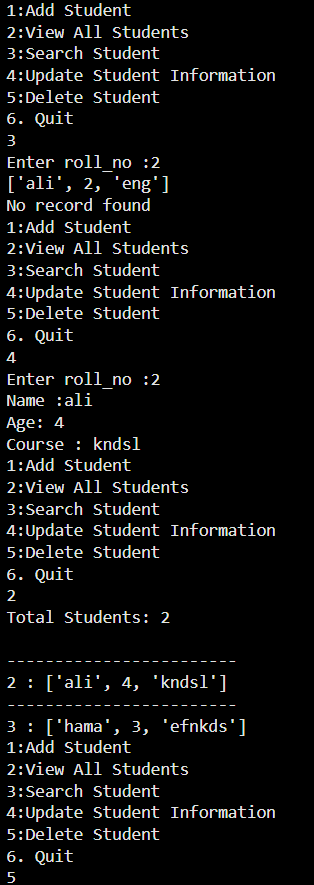 1:Add Student
2:View All Students
3:Search Student
4:Update Student Information
5:Delete Student
6. Quit
3
Enter roll_no :2
['ali', 2, 'eng']
No record found
1:Add Student
2:View All Students
3:Search Student
4:Update Student Information
5:Delete Student
6. Quit
4
Enter roll_no :2
Name :ali
Age: 4
Course : kndsl
1:Add Student
2:View All Students
3:Search Student
4:Update Student Information
5:Delete Student
6. Quit
2
Total Students: 2

------------------------
2 : ['ali', 4, 'kndsl']
------------------------
3 : ['hama', 3, 'efnkds']
1:Add Student
2:View All Students
3:Search Student
4:Update Student Information
5:Delete Student
6. Quit
5